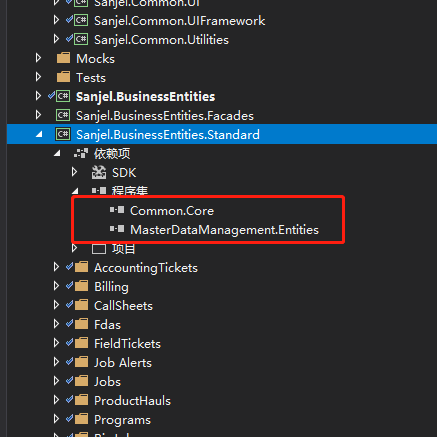 Sanjel.Common.UI
Sanjel.Common.UIFramework
Sanjel.Common.Utilities
Mocks
Tests
C# Sanjel.BusinessEntities
C# Sanjel.BusinessEntities.Facades
C# Sanjel.BusinessEntities.Standard
依赖项
SDK
程序集
Common.Core
MasterDataManagement.Entities
项目
AccountingTickets
Billing
CallSheets
Fdas
FieldTickets
Job Alerts
Jobs
ProductHauls
Programs